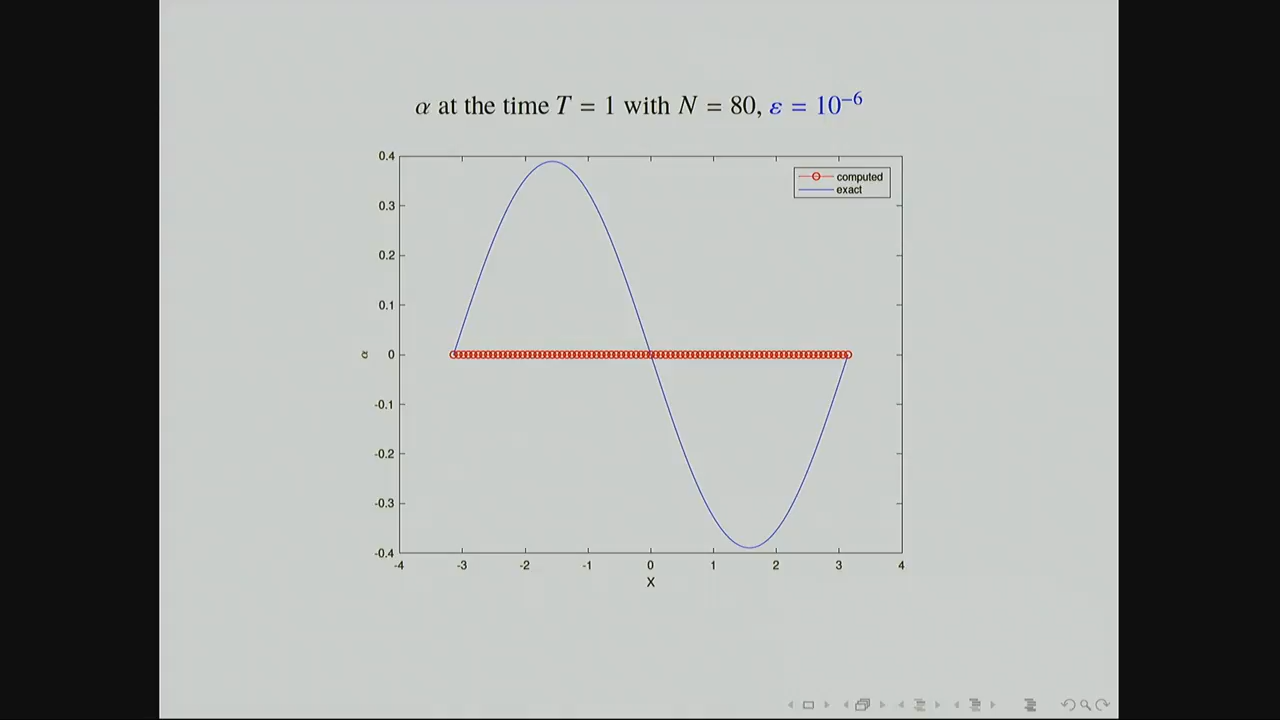 α at the time T = 1 with N = 80, ε = 10⁻⁶
0.4
computed
exact
0.3
0.2
0.1
α
0
-0.1
-0.2
-0.3
-0.4
-4 -3 -2 -1 0 1 2 3 4
X